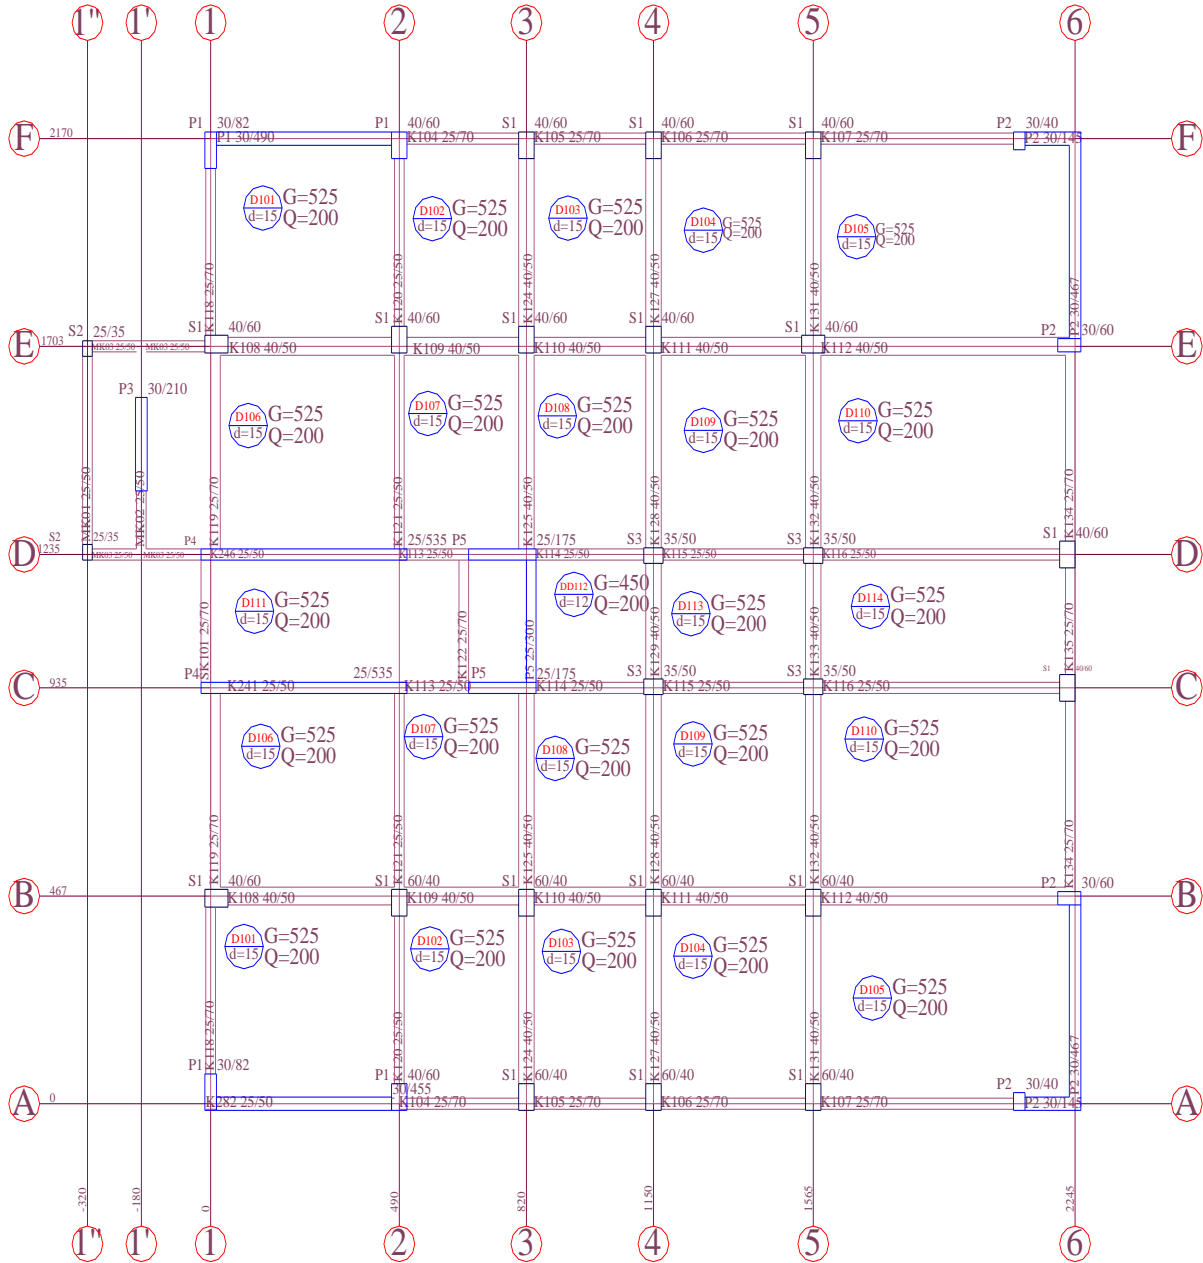 1" 1' 1 2 3 4 5 6
P1 30/82 P1 40/60 S1 40/60 S1 40/60 S1 40/60 P2 30/40
F 2170 P1 30/490 K104 25/70 K105 25/70 K106 25/70 K107 25/70 P2 30/145 F
D101 d=15 G=525 Q=200
D102 d=15 G=525 Q=200
D103 d=15 G=525 Q=200
D104 d=15 G=525 Q=200
D105 d=15 G=525 Q=200
K118 25/70 K120 25/50 K124 40/50 K127 40/50 K131 40/50 P2 30/467
S2 25/35 S1 40/60 S1 40/60 S1 40/60 S1 40/60 S1 40/60 P2 30/60
E 1703 MK03 25/50 MK03 25/50 K108 40/50 K109 40/50 K110 40/50 K111 40/50 K112 40/50 E
P3 30/210
D106 d=15 G=525 Q=200
D107 d=15 G=525 Q=200
D108 d=15 G=525 Q=200
D109 d=15 G=525 Q=200
D110 d=15 G=525 Q=200
MK01 25/50 MK02 25/50 K119 25/70 K121 25/50 K125 40/50 K128 40/50 K132 40/50 K134 25/70
S2 25/35 P4 25/535 P5 25/175 S3 35/50 S3 35/50 S1 40/60
D 1235 MK03 25/50 MK03 25/50 K246 25/50 K113 25/50 K114 25/50 K115 25/50 K116 25/50 D
D111 d=15 G=525 Q=200
DD112 d=12 G=450 Q=200
D113 d=15 G=525 Q=200
D114 d=15 G=525 Q=200
SK101 25/70 K122 25/70 P5 25/300 K129 40/50 K133 40/50 K135 25/70
P4 25/535 P5 25/175 S3 35/50 S3 35/50 S1 40/60
C 935 K241 25/50 K113 25/50 K114 25/50 K115 25/50 K116 25/50 C
D106 d=15 G=525 Q=200
D107 d=15 G=525 Q=200
D108 d=15 G=525 Q=200
D109 d=15 G=525 Q=200
D110 d=15 G=525 Q=200
K119 25/70 K121 25/50 K125 40/50 K128 40/50 K132 40/50 K134 25/70
S1 40/60 S1 60/40 S1 60/40 S1 60/40 S1 60/40 P2 30/60
B 467 K108 40/50 K109 40/50 K110 40/50 K111 40/50 K112 40/50 B
D101 d=15 G=525 Q=200
D102 d=15 G=525 Q=200
D103 d=15 G=525 Q=200
D104 d=15 G=525 Q=200
D105 d=15 G=525 Q=200
K118 25/70 K120 25/50 K124 40/50 K127 40/50 K131 40/50 P2 30/467
P1 30/82 P1 40/60 S1 60/40 S1 60/40 S1 60/40 P2 30/40
30/455
A 0 K282 25/50 K104 25/70 K105 25/70 K106 25/70 K107 25/70 P2 30/145 A
-320 -180 0 490 820 1150 1565 2245
1" 1' 1 2 3 4 5 6